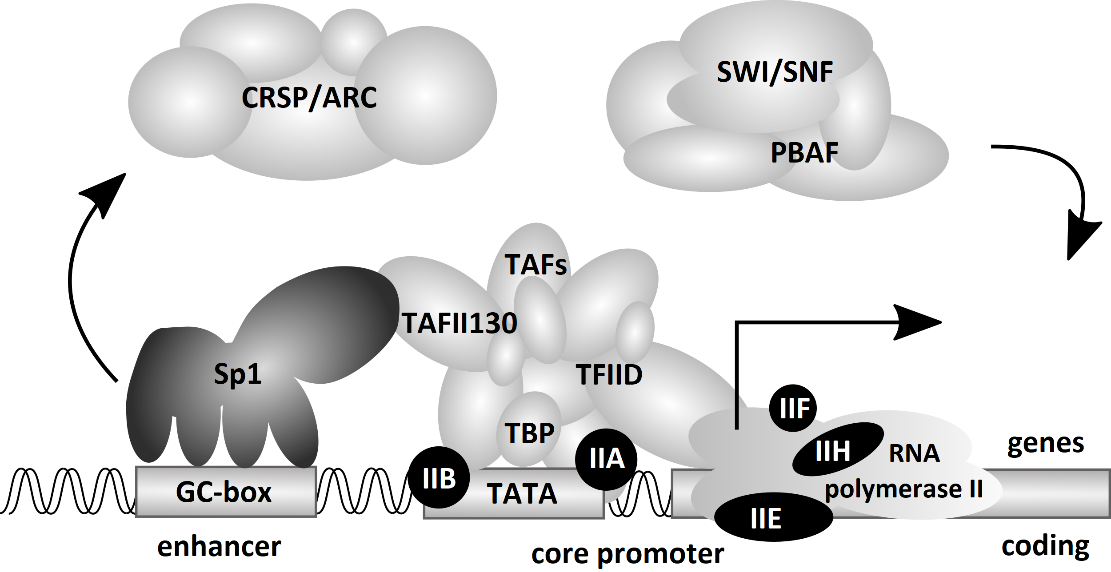 CRSP/ARC
SWI/SNF
PBAF
TAFs
TAFII130
Sp1
TFIID
TBP
IIF
IIH
RNA
polymerase II
genes
IIB
IIA
GC-box
TATA
IIE
enhancer
core promoter
coding